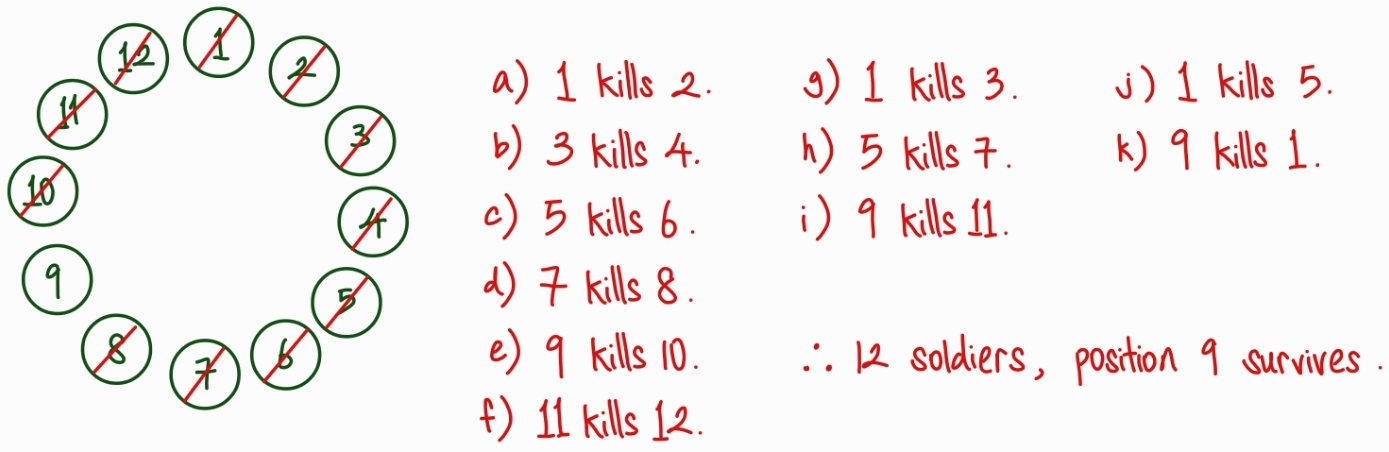 1
2
3
4
5
6
7
8
9
10
11
12
a) 1 kills 2.
b) 3 kills 4.
c) 5 kills 6.
d) 7 kills 8.
e) 9 kills 10.
f) 11 kills 12.
g) 1 kills 3.
h) 5 kills 7.
i) 9 kills 11.
j) 1 kills 5.
k) 9 kills 1.
∴ 12 soldiers, position 9 survives.